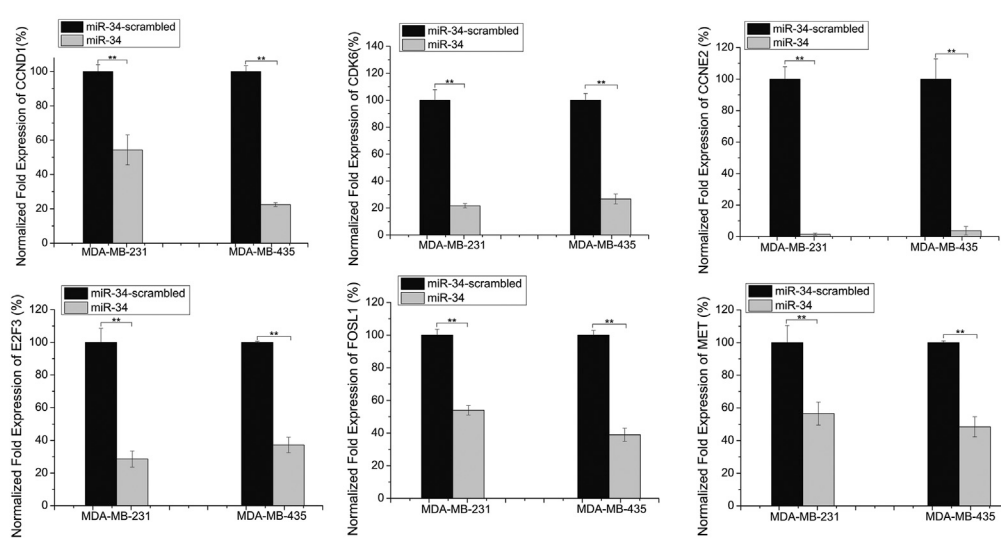 miR-34-scrambled
miR-34
Normalized Fold Expression of CCND1(%)
100
80
60
40
20
0
**
**
MDA-MB-231
MDA-MB-435
miR-34-scrambled
miR-34
Normalized Fold Expression of CDK6(%)
140
120
100
80
60
40
20
0
**
**
MDA-MB-231
MDA-MB-435
miR-34-scrambled
miR-34
Normalized Fold Expression of CCNE2 (%)
120
100
80
60
40
20
0
**
**
MDA-MB-231
MDA-MB-435
miR-34-scrambled
miR-34
Normalized Fold Expression of E2F3 (%)
120
100
80
60
40
20
0
**
**
MDA-MB-231
MDA-MB-435
miR-34-scrambled
miR-34
Normalized Fold Expression of FOSL1 (%)
120
100
80
60
40
20
0
**
**
MDA-MB-231
MDA-MB-435
miR-34-scrambled
miR-34
Normalized Fold Expression of MET (%)
120
100
80
60
40
20
0
**
**
MDA-MB-231
MDA-MB-435